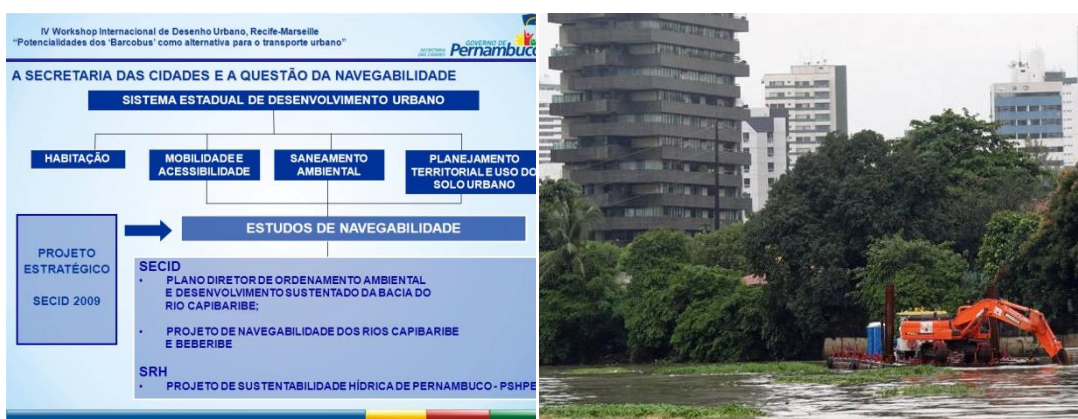 IV Workshop Internacional de Desenho Urbano, Recife-Marseille
"Potencialidades dos 'Barcobus' como alternativa para o transporte urbano"
SECRETARIA
DAS CIDADES
GOVERNO DE
Pernambuco
A SECRETARIA DAS CIDADES E A QUESTÃO DA NAVEGABILIDADE
SISTEMA ESTADUAL DE DESENVOLVIMENTO URBANO
HABITAÇÃO
MOBILIDADE E
ACESSIBILIDADE
SANEAMENTO
AMBIENTAL
PLANEJAMENTO
TERRITORIAL E USO DO
SOLO URBANO
ESTUDOS DE NAVEGABILIDADE
PROJETO
ESTRATÉGICO
SECID 2009
SECID
• PLANO DIRETOR DE ORDENAMENTO AMBIENTAL
E DESENVOLVIMENTO SUSTENTADO DA BACIA DO
RIO CAPIBARIBE;
• PROJETO DE NAVEGABILIDADE DOS RIOS CAPIBARIBE
E BEBERIBE
SRH
• PROJETO DE SUSTENTABILIDADE HÍDRICA DE PERNAMBUCO - PSHPE